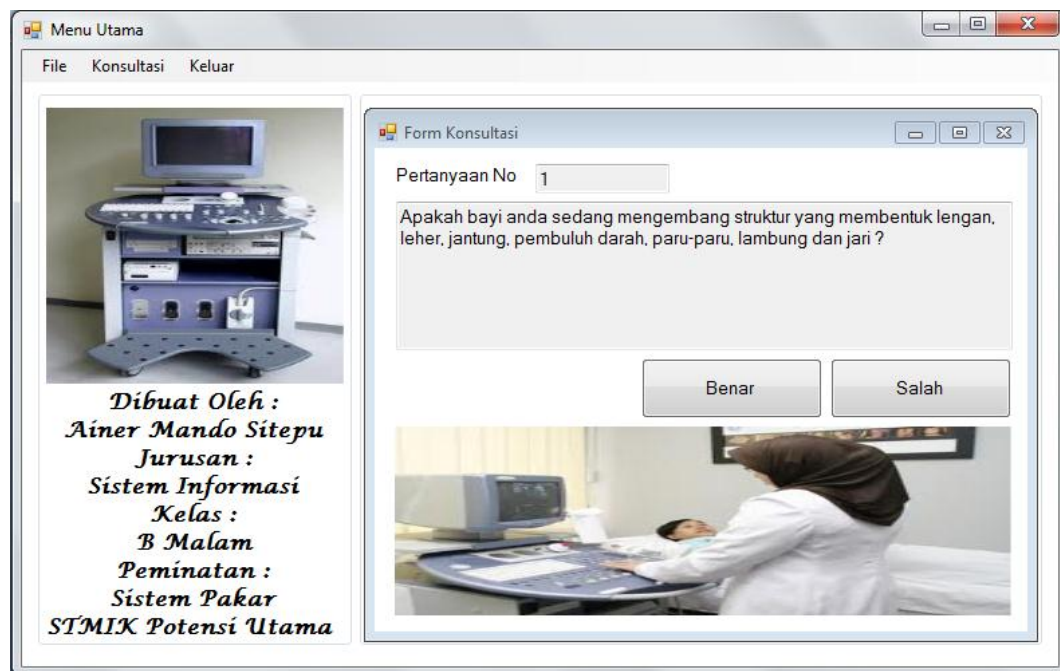 Menu Utama
File Konsultasi Keluar
Dibuat Oleh :
Ainer Mando Sitepu
Jurusan :
Sistem Informasi
Kelas :
B Malam
Peminatan :
Sistem Pakar
STMIK Potensi Utama
Form Konsultasi
Pertanyaan No 1
Apakah bayi anda sedang mengembang struktur yang membentuk lengan,
leher, jantung, pembuluh darah, paru-paru, lambung dan jari ?
Benar Salah